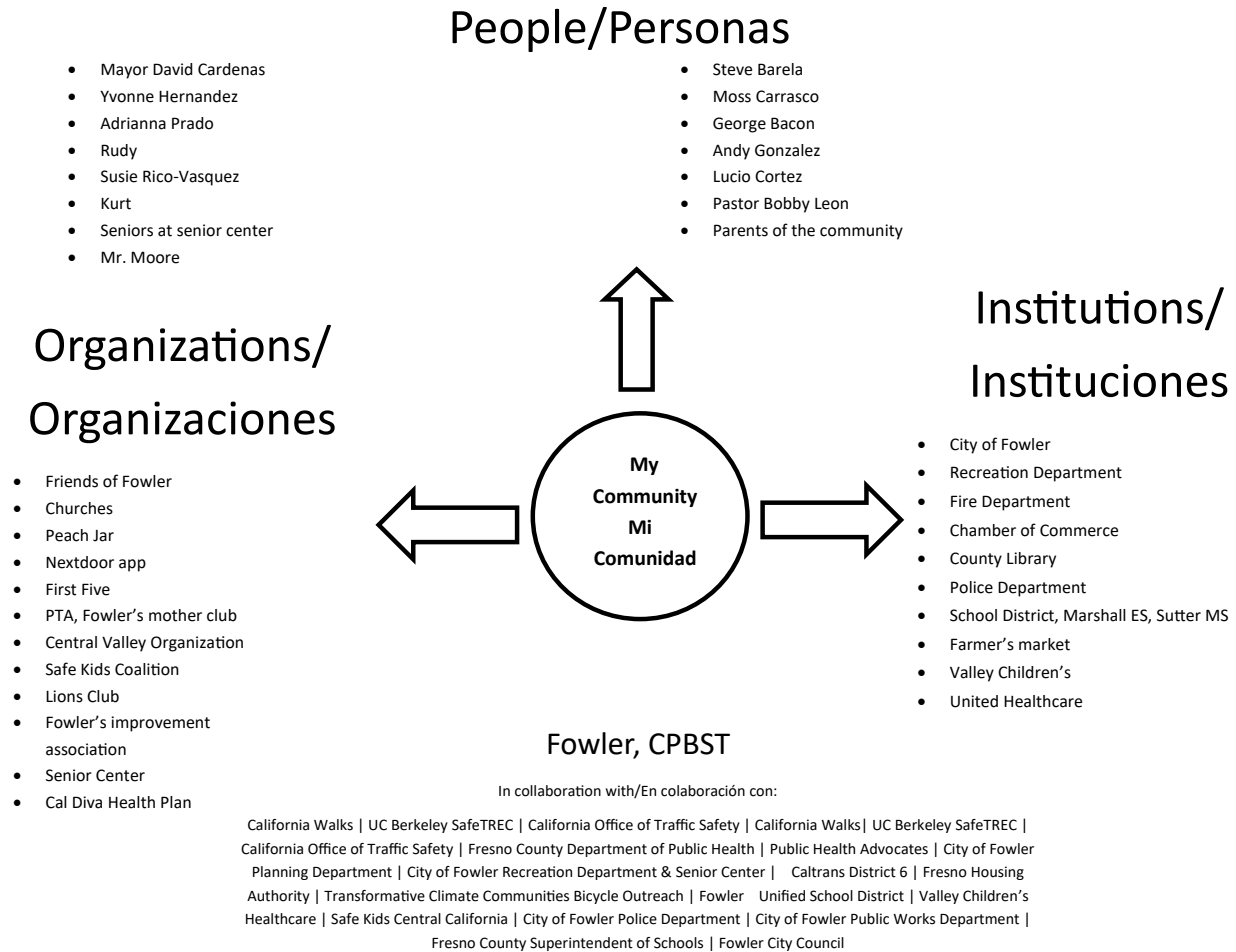 People/Personas
• Mayor David Cardenas
• Yvonne Hernandez
• Adrianna Prado
• Rudy
• Susie Rico-Vasquez
• Kurt
• Seniors at senior center
• Mr. Moore
• Steve Barela
• Moss Carrasco
• George Bacon
• Andy Gonzalez
• Lucio Cortez
• Pastor Bobby Leon
• Parents of the community
Organizations/
Organizaciones
• Friends of Fowler
• Churches
• Peach Jar
• Nextdoor app
• First Five
• PTA, Fowler’s mother club
• Central Valley Organization
• Safe Kids Coalition
• Lions Club
• Fowler’s improvement
association
• Senior Center
• Cal Diva Health Plan
My
Community
Mi
Comunidad
Institutions/
Instituciones
• City of Fowler
• Recreation Department
• Fire Department
• Chamber of Commerce
• County Library
• Police Department
• School District, Marshall ES, Sutter MS
• Farmer’s market
• Valley Children’s
• United Healthcare
Fowler, CPBST
In collaboration with/En colaboración con:
California Walks | UC Berkeley SafeTREC | California Office of Traffic Safety | California Walks| UC Berkeley SafeTREC |
California Office of Traffic Safety | Fresno County Department of Public Health | Public Health Advocates | City of Fowler
Planning Department | City of Fowler Recreation Department & Senior Center | Caltrans District 6 | Fresno Housing
Authority | Transformative Climate Communities Bicycle Outreach | Fowler Unified School District | Valley Children’s
Healthcare | Safe Kids Central California | City of Fowler Police Department | City of Fowler Public Works Department |
Fresno County Superintendent of Schools | Fowler City Council